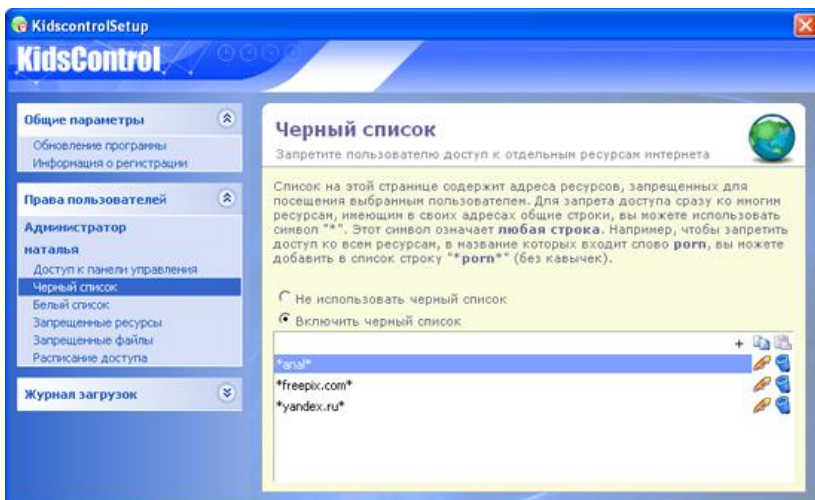 KidscontrolSetup
KidsControl
Общие параметры
Обновление программы
Информация о регистрации
Права пользователей
Администратор
наталья
Доступ к панели управления
Черный список
Белый список
Запрещенные ресурсы
Запрещенные файлы
Расписание доступа
Журнал загрузок
Черный список
Запретите пользователю доступ к отдельным ресурсам интернета
Список на этой странице содержит адреса ресурсов, запрещенных для
посещения выбранным пользователем. Для запрета доступа сразу ко многим
ресурсам, имеющим в своих адресах общие строки, вы можете использовать
символ "*". Этот символ означает любая строка. Например, чтобы запретить
доступ ко всем ресурсам, в название которых входит слово porn, вы можете
добавить в список строку "*porn*" (без кавычек).
Не использовать черный список
Включить черный список
*anal*
*freepix.com*
*yandex.ru*